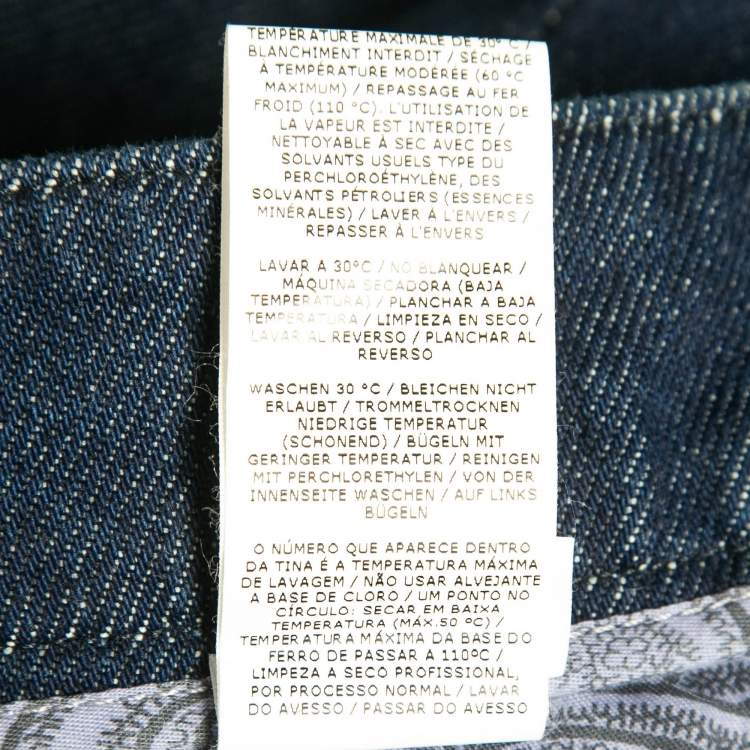 TEMPÉRATURE MAXIMALE DE 30° C /
BLANCHIMENT INTERDIT / SÉCHAGE
À TEMPÉRATURE MODÉRÉE (60 °C
MAXIMUM) / REPASSAGE AU FER
FROID (110 °C). L'UTILISATION DE
LA VAPEUR EST INTERDITE /
NETTOYABLE À SEC AVEC DES
SOLVANTS USUELS TYPE DU
PERCHLOROÉTHYLÈNE, DES
SOLVANTS PÉTROLIERS (ESSENCES
MINÉRALES) / LAVER À L'ENVERS /
REPASSER À L'ENVERS
LAVAR A 30°C / NO BLANQUEAR /
MÁQUINA SECADORA (BAJA
TEMPERATURA) / PLANCHAR A BAJA
TEMPERATURA / LIMPIEZA EN SECO /
LAVAR AL REVERSO / PLANCHAR AL
REVERSO
WASCHEN 30 °C / BLEICHEN NICHT
ERLAUBT / TROMMELTROCKNEN
NIEDRIGE TEMPERATUR
(SCHONEND) / BÜGELN MIT
GERINGER TEMPERATUR / REINIGEN
MIT PERCHLORETHYLEN / VON DER
INNENSEITE WASCHEN / AUF LINKS
BÜGELN
O NÚMERO QUE APARECE DENTRO
DA TINA É A TEMPERATURA MÁXIMA
DE LAVAGEM / NÃO USAR ALVEJANTE
A BASE DE CLORO / UM PONTO NO
CÍRCULO: SECAR EM BAIXA
TEMPERATURA (MÁX.50 °C) /
TEMPERATURA MÁXIMA DA BASE DO
FERRO DE PASSAR A 110°C /
LIMPEZA A SECO PROFISSIONAL,
POR PROCESSO NORMAL / LAVAR
DO AVESSO / PASSAR DO AVESSO